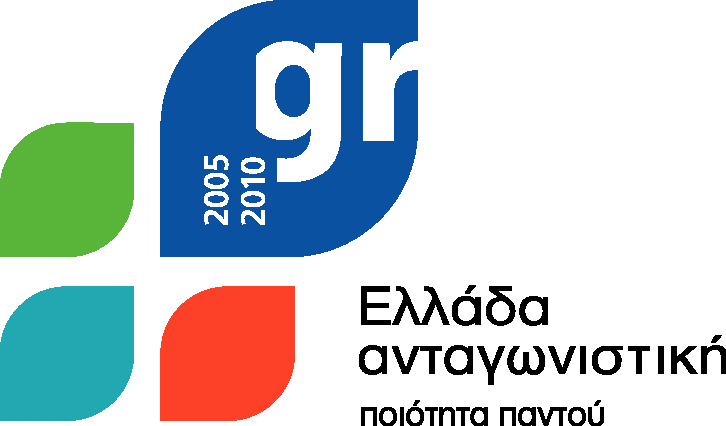 gr
2005
2010
Ελλάδα
ανταγωνιστική
ποιότητα παντού